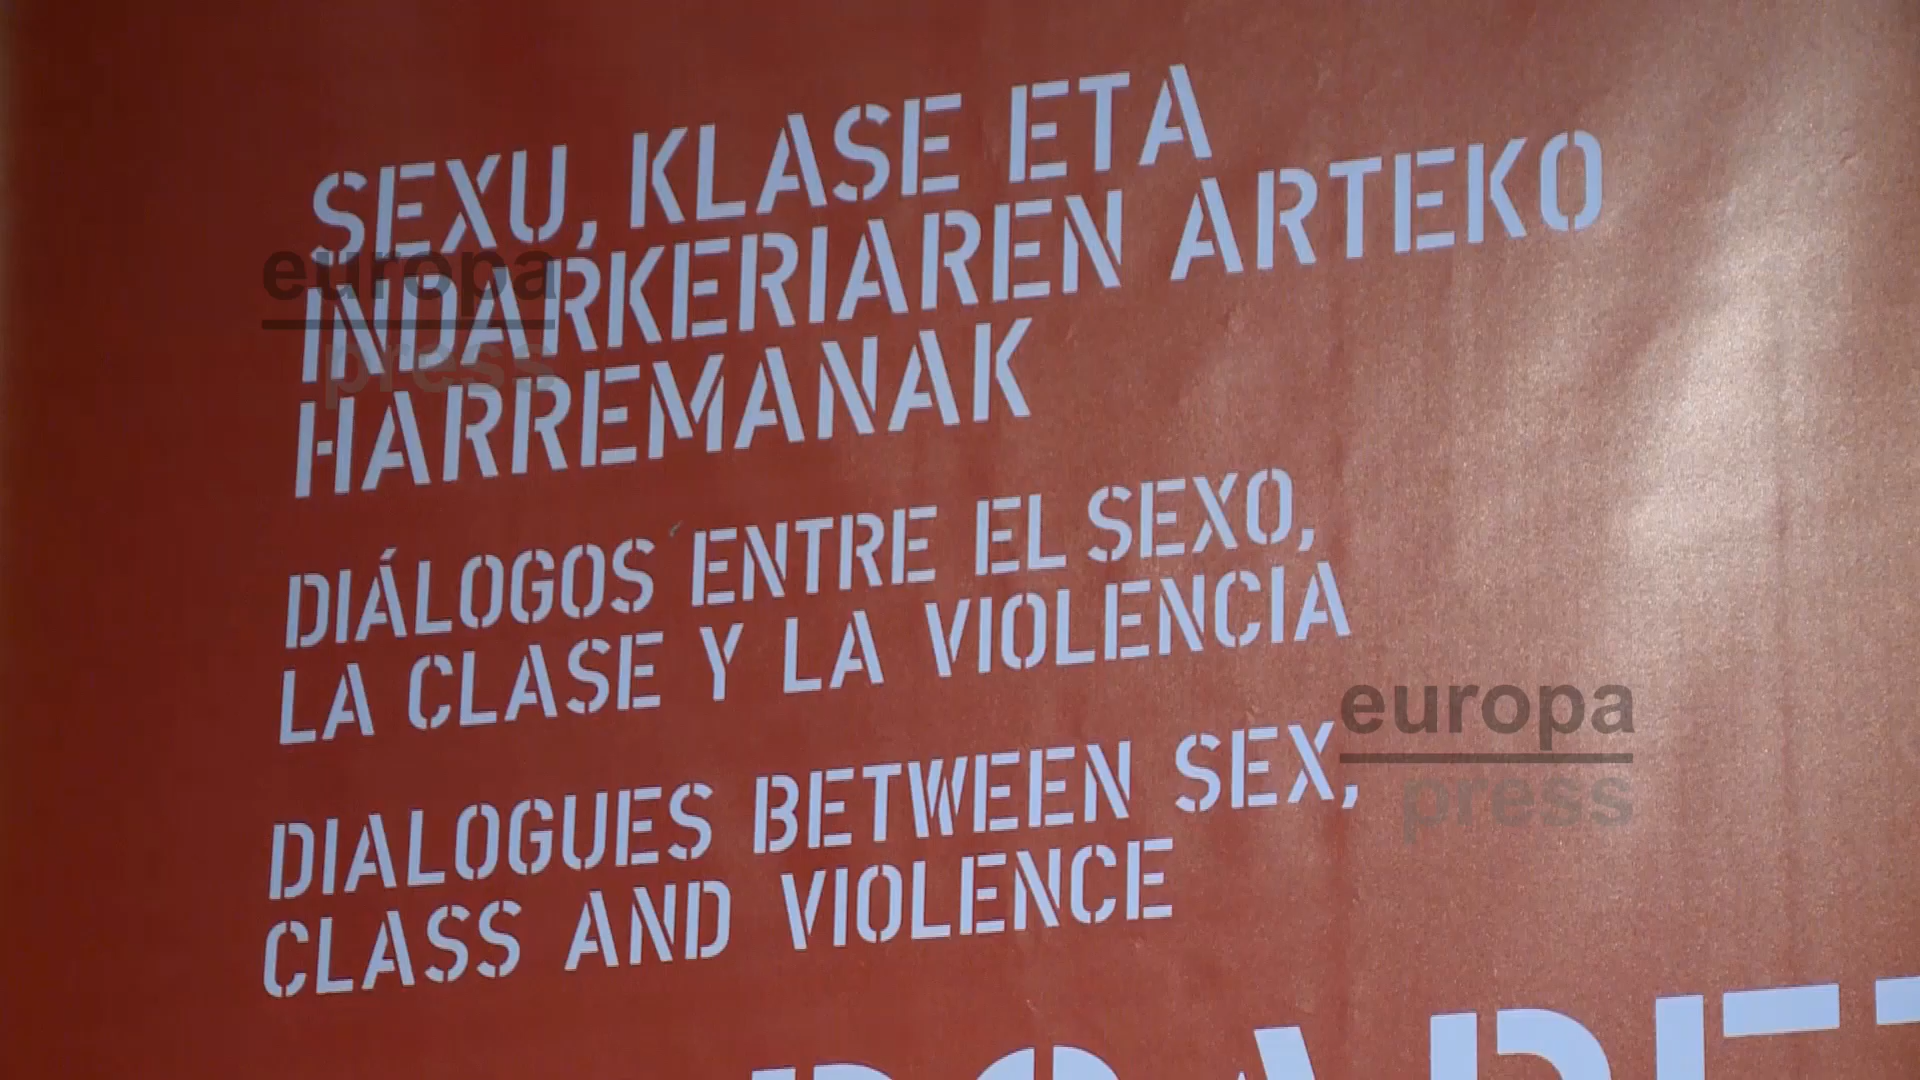 SEXU, KLASE ETA
INDARKERIAREN ARTEKO
HARREMANAK
DIÁLOGOS ENTRE EL SEXO,
LA CLASE Y LA VIOLENCIA
DIALOGUES BETWEEN SEX,
CLASS AND VIOLENCE
europa
press
europa
press